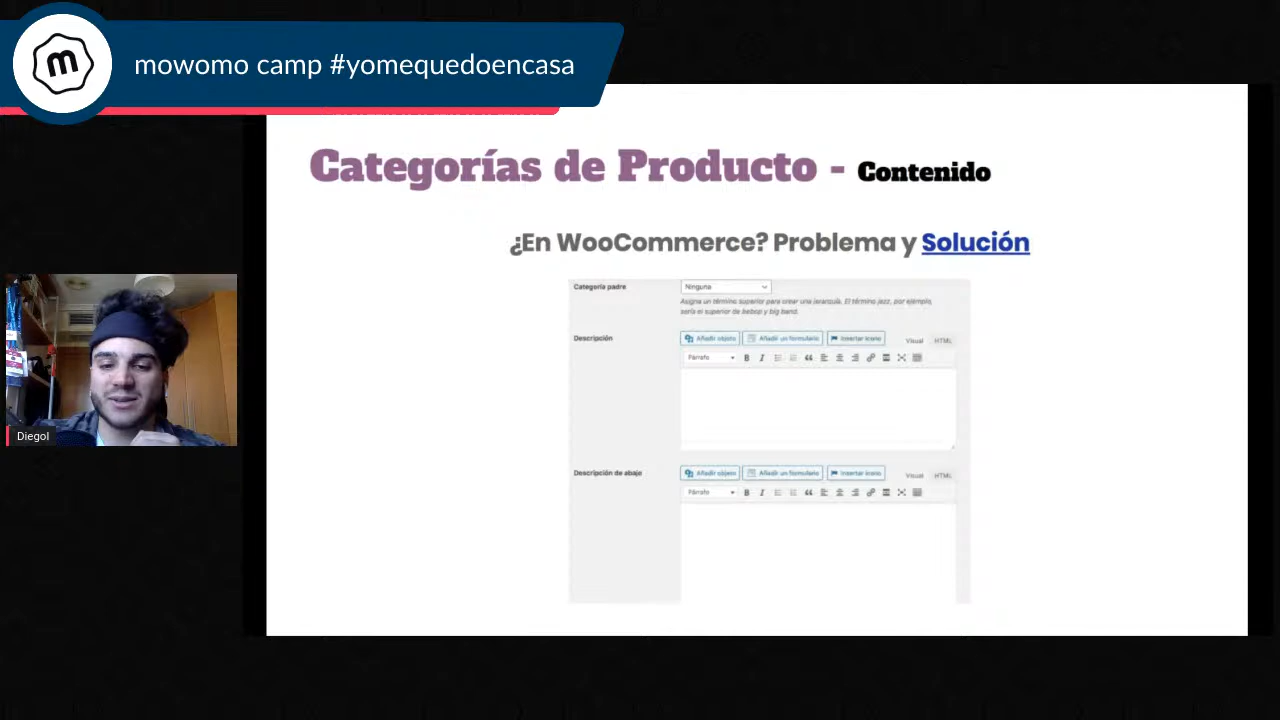 m
mowomo camp #yomequedoencasa
Categorías de Producto - Contenido
¿En WooCommerce? Problema y Solución
Categoría padre
Ninguna
Asigna un término superior para crear una jerarquía. El término jazz, por ejemplo,
sería el superior de bebop y big band.
Descripción
Añadir objeto
Añadir un formulario
Insertar icono
Visual
HTML
Párrafo
B
I
Diegol
Descripción de abajo
Añadir objeto
Añadir un formulario
Insertar icono
Visual
HTML
Párrafo
B
I